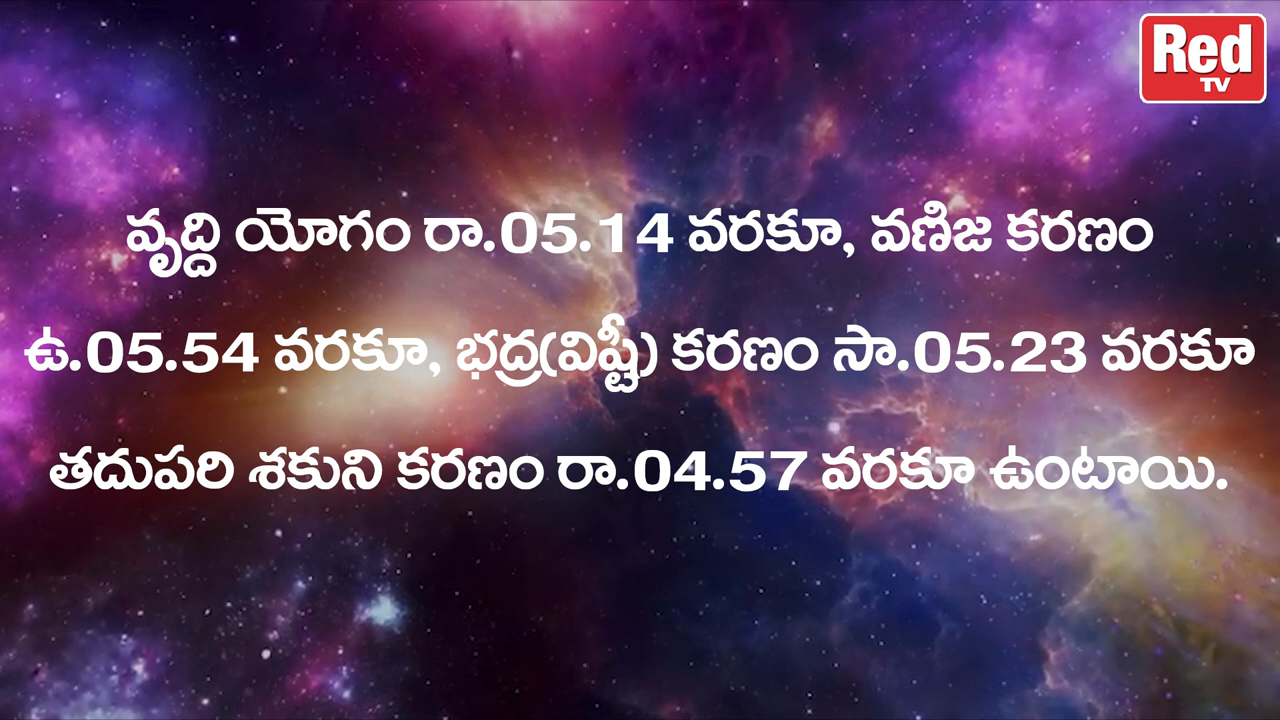 Red
TV
వృద్ది యోగం రా.05.14 వరకూ, వణిజ కరణం
ఉ.05.54 వరకూ, భద్ర(విష్టీ) కరణం సా.05.23 వరకూ
తదుపరి శకుని కరణం రా.04.57 వరకూ ఉంటాయి.